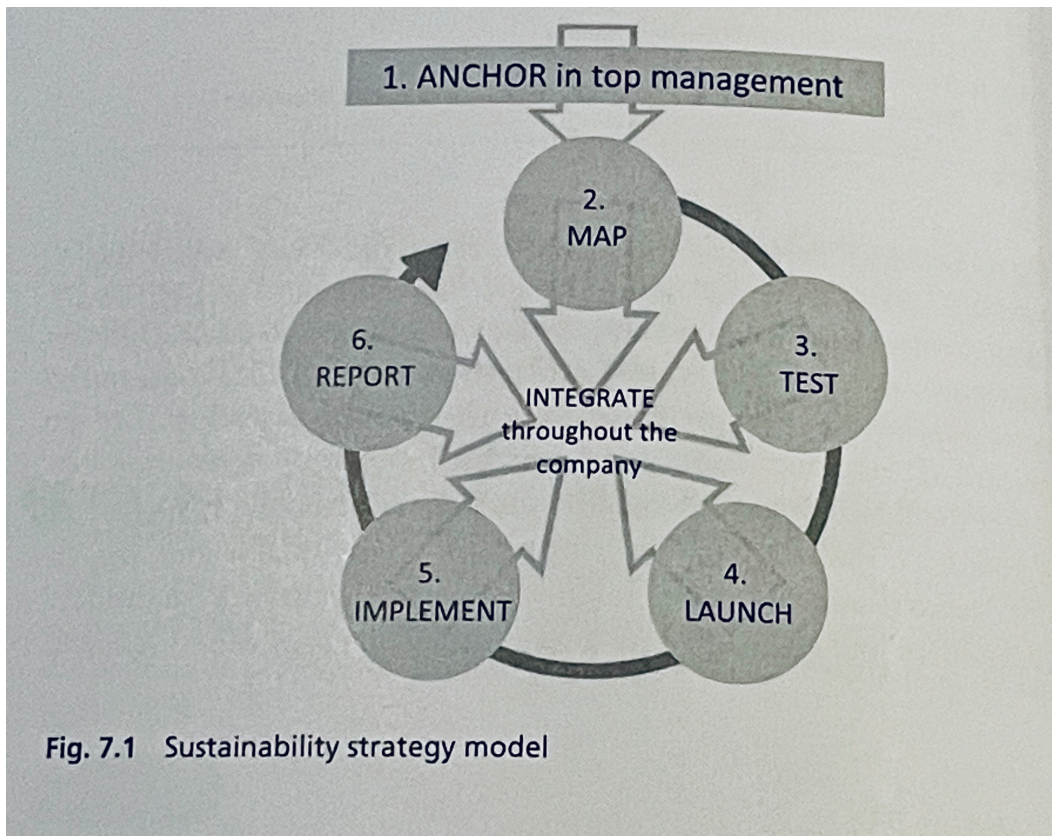 1. ANCHOR in top management
2.
MAP
3.
TEST
4.
LAUNCH
5.
IMPLEMENT
6.
REPORT
INTEGRATE
throughout the
company
Fig. 7.1 Sustainability strategy model